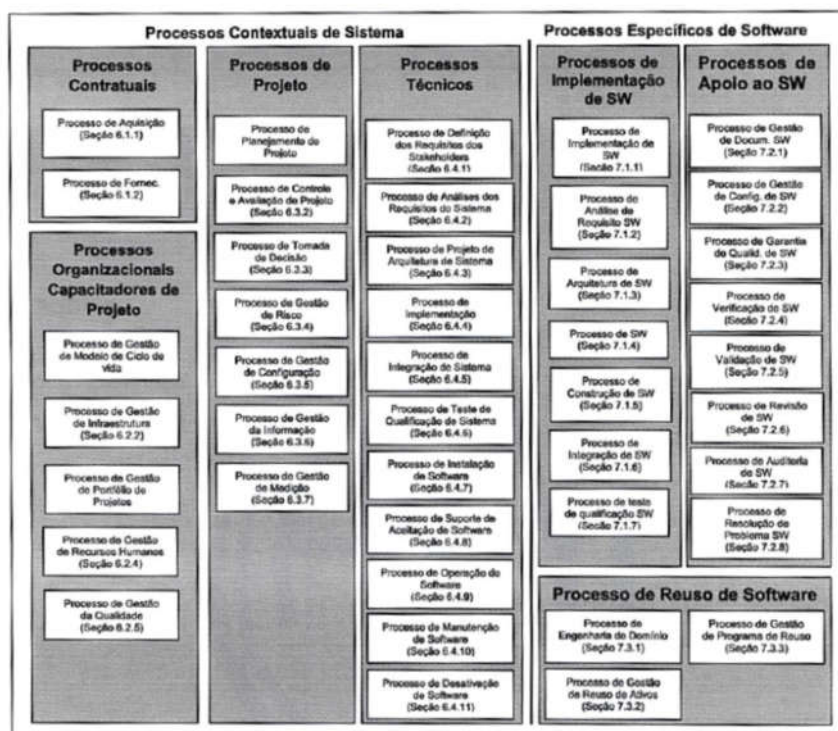 Processos Contextuais de Sistema
Processos
Contratuais
Processo de Aquisição
(Seção 6.1.1)
Processo de Fornec.
(Seção 6.1.2)
Processos
Organizacionais
Capacitadores de
Projeto
Processo de Gestão
de Modelo de Ciclo de
vida
Processo de Gestão
de Infraestrutura
(Seção 6.2.2)
Processo de Gestão
de Portfólio de
Projetos
Processo de Gestão
de Recursos Humanos
(Seção 6.2.4)
Processo de Gestão
da Qualidade
(Seção 6.2.5)
Processos de
Projeto
Processo de
Planejamento de
Projeto
Processo de Controle
e Avaliação de Projeto
(Seção 6.3.2)
Processo de Tomada
de Decisão
(Seção 6.3.3)
Processo de Gestão
de Risco
(Seção 6.3.4)
Processo de Gestão
de Configuração
(Seção 6.3.5)
Processo de Gestão
da Informação
(Seção 6.3.6)
Processo de Gestão
de Medição
(Seção 6.3.7)
Processos
Técnicos
Processo de Definição
dos Requisitos dos
Stakeholders
(Seção 6.4.1)
Processo de Análises dos
Requisitos do Sistema
(Seção 6.4.2)
Processo de Projeto de
Arquitetura de Sistema
(Seção 6.4.3)
Processo de
Implementação
(Seção 6.4.4)
Processo de
Integração de Sistema
(Seção 6.4.5)
Processo de Teste de
Qualificação de Sistema
(Seção 6.4.6)
Processo de Instalação
de Software
(Seção 6.4.7)
Processo de Suporte de
Aceitação de Software
(Seção 6.4.8)
Processo de Operação de
Software
(Seção 6.4.9)
Processo de Manutenção
de Software
(Seção 6.4.10)
Processo de Desativação
de Software
(Seção 6.4.11)
Processos Específicos de Software
Processos de
Implementação
de SW
Processo de
Implementação de
SW
(Seção 7.1.1)
Processo de
Análise de
Requisito SW
(Seção 7.1.2)
Processo de
Arquitetura de SW
(Seção 7.1.3)
Processo de SW
(Seção 7.1.4)
Processo de
Construção de SW
(Seção 7.1.5)
Processo de
Integração de SW
(Seção 7.1.6)
Processo de teste
de qualificação SW
(Seção 7.1.7)
Processos de
Apoio ao SW
Processo de Gestão
de Docum. SW
(Seção 7.2.1)
Processo de Gestão
de Config. de SW
(Seção 7.2.2)
Processo de Garantia
de Qualid. de SW
(Seção 7.2.3)
Processo de
Verificação de SW
(Seção 7.2.4)
Processo de
Validação de SW
(Seção 7.2.5)
Processo de Revisão
de SW
(Seção 7.2.6)
Processo de Auditoria
de SW
(Seção 7.2.7)
Processo de
Resolução de
Problema SW
(Seção 7.2.8)
Processo de Reuso de Software
Processo de
Engenharia de Domínio
(Seção 7.3.1)
Processo de Gestão
de Programa de Reuso
(Seção 7.3.3)
Processo de Gestão
de Reuso de Ativos
(Seção 7.3.2)